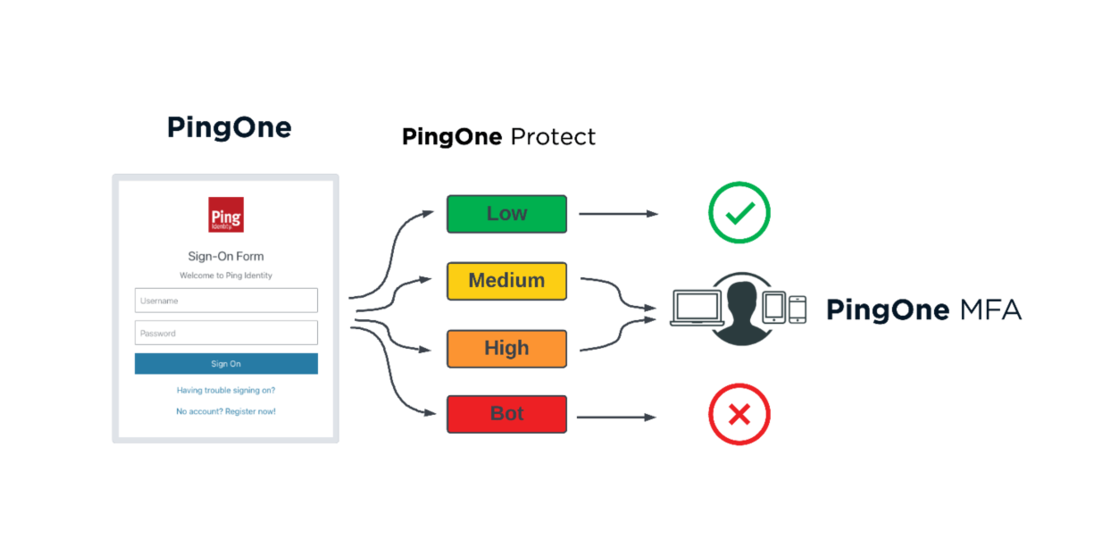 PingOne
PingOne Protect
Ping
Identity.
Sign-On Form
Welcome to Ping Identity
Username
Password
Sign On
Having trouble signing on?
No account? Register now!
Low
Medium
High
Bot
PingOne MFA